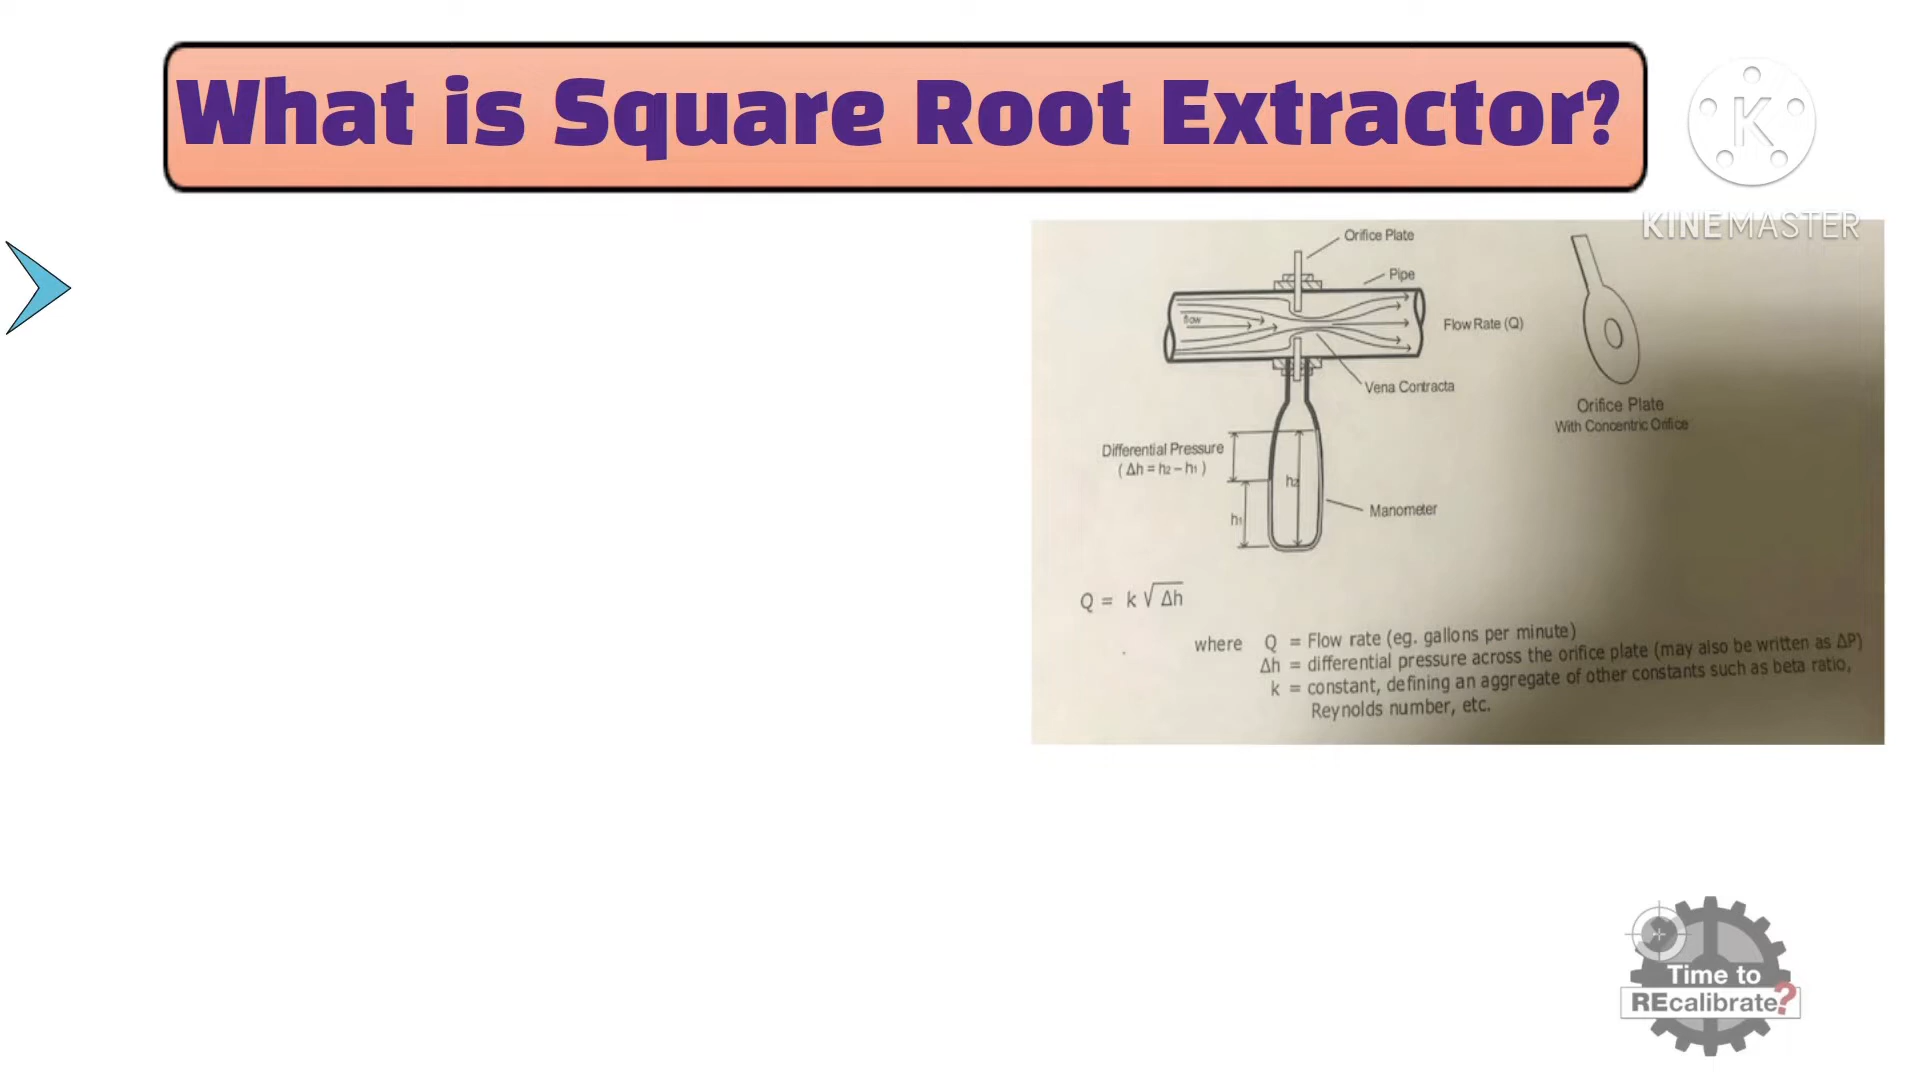 What is Square Root Extractor?
K
KINEMASTER
Orifice Plate
Pipe
flow
Flow Rate (Q)
Vena Contracta
Orifice Plate
With Concentric Orifice
Differential Pressure
( Δh = h₂ – h₁ )
h₂
h₁
Manometer
Q = k √Δh
where Q = Flow rate (eg. gallons per minute)
Δh = differential pressure across the orifice plate (may also be written as ΔP)
k = constant, defining an aggregate of other constants such as beta ratio,
Reynolds number, etc.
Time to
REcalibrate?